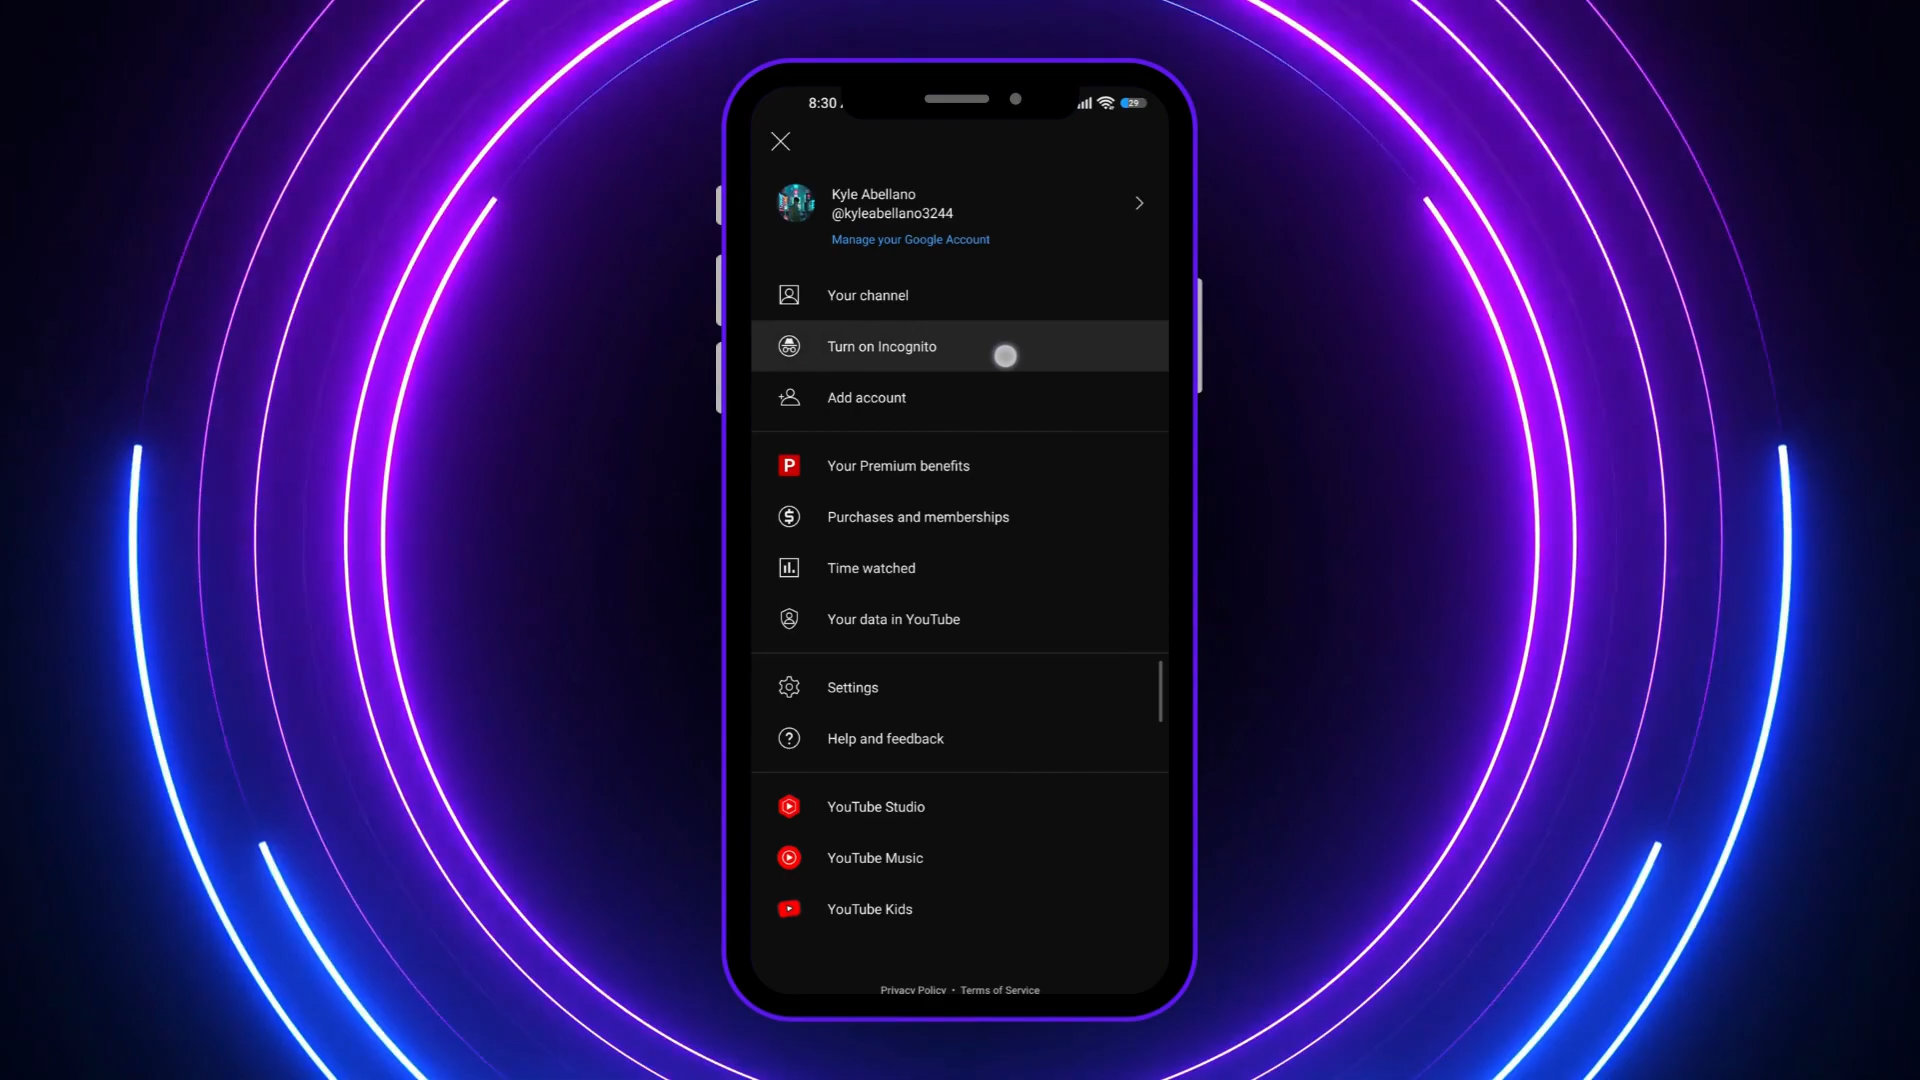 8:30
29
Kyle Abellano
@kyleabellano3244
Manage your Google Account
Your channel
Turn on Incognito
Add account
P
Your Premium benefits
$
Purchases and memberships
Time watched
Your data in YouTube
Settings
?
Help and feedback
YouTube Studio
YouTube Music
YouTube Kids
Privacy Policy • Terms of Service